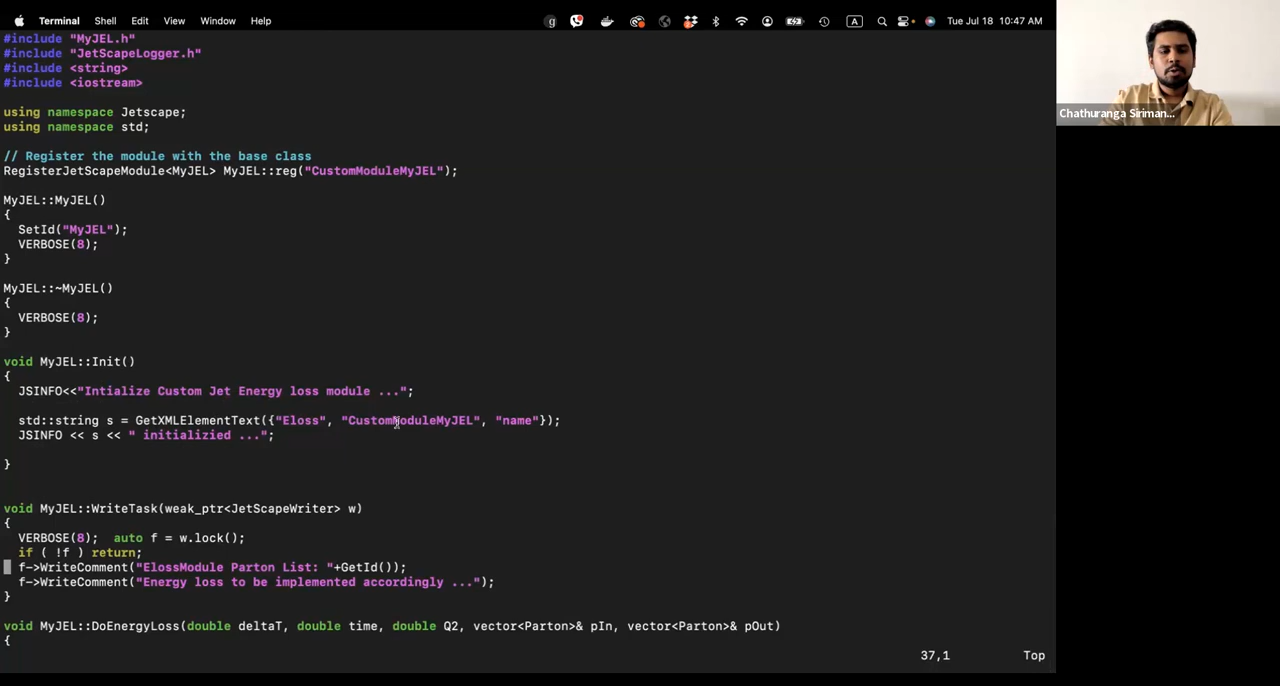 Terminal Shell Edit View Window Help
g A Tue Jul 18 10:47 AM
#include "MyJEL.h"
#include "JetScapeLogger.h"
#include <string>
#include <iostream>
using namespace Jetscape;
using namespace std;
// Register the module with the base class
RegisterJetScapeModule<MyJEL> MyJEL::reg("CustomModuleMyJEL");
MyJEL::MyJEL()
{
SetId("MyJEL");
VERBOSE(8);
}
MyJEL::~MyJEL()
{
VERBOSE(8);
}
void MyJEL::Init()
{
JSINFO<<"Intialize Custom Jet Energy loss module ...";
std::string s = GetXMLElementText({"Eloss", "CustomModuleMyJEL", "name"});
JSINFO << s << " initializied ...";
}
void MyJEL::WriteTask(weak_ptr<JetScapeWriter> w)
{
VERBOSE(8); auto f = w.lock();
if ( !f ) return;
f->WriteComment("ElossModule Parton List: "+GetId());
f->WriteComment("Energy loss to be implemented accordingly ...");
}
void MyJEL::DoEnergyLoss(double deltaT, double time, double Q2, vector<Parton>& pIn, vector<Parton>& pOut)
{
37,1 Top
Chathuranga Siriman...